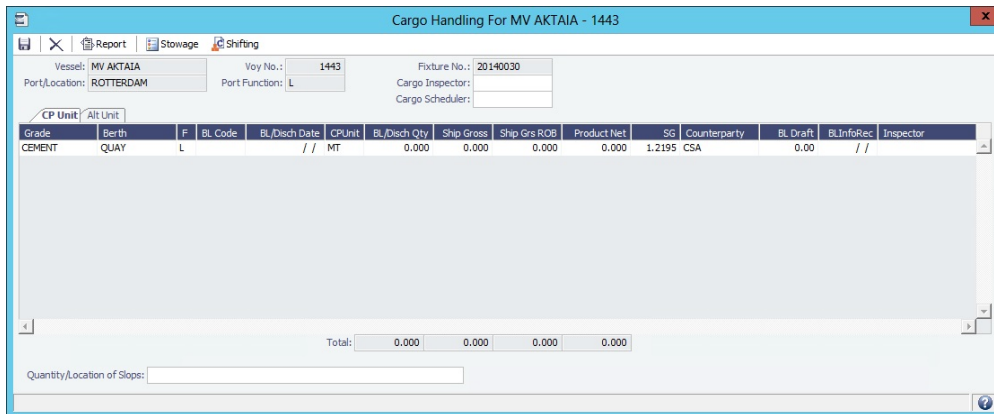 Cargo Handling For MV AKTAIA - 1443
x
Report Stowage Shifting
Vessel: MV AKTAIA Voy No.: 1443 Fixture No.: 20140030
Port/Location: ROTTERDAM Port Function: L Cargo Inspector:
Cargo Scheduler:
CP Unit Alt Unit
Grade Berth F BL Code BL/Disch Date CPUnit BL/Disch Qty Ship Gross Ship Grs ROB Product Net SG Counterparty BL Draft BLInfoRec Inspector
CEMENT QUAY L / / MT 0.000 0.000 0.000 0.000 1.2195 CSA 0.00 / /
Total: 0.000 0.000 0.000 0.000
Quantity/Location of Slops:
?